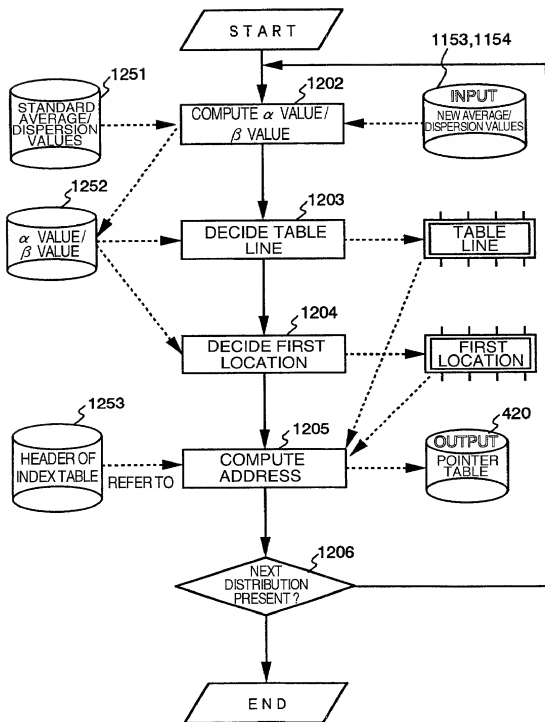 START
1153,1154
1251
STANDARD
AVERAGE/
DISPERSION
VALUES
1202
COMPUTE α VALUE/
β VALUE
INPUT
NEW AVERAGE/
DISPERSION VALUES
1252
α VALUE/
β VALUE
1203
DECIDE TABLE
LINE
TABLE
LINE
1204
DECIDE FIRST
LOCATION
FIRST
LOCATION
1253
HEADER OF
INDEX TABLE
REFER TO
1205
COMPUTE
ADDRESS
420
OUTPUT
POINTER
TABLE
1206
NEXT
DISTRIBUTION
PRESENT?
END